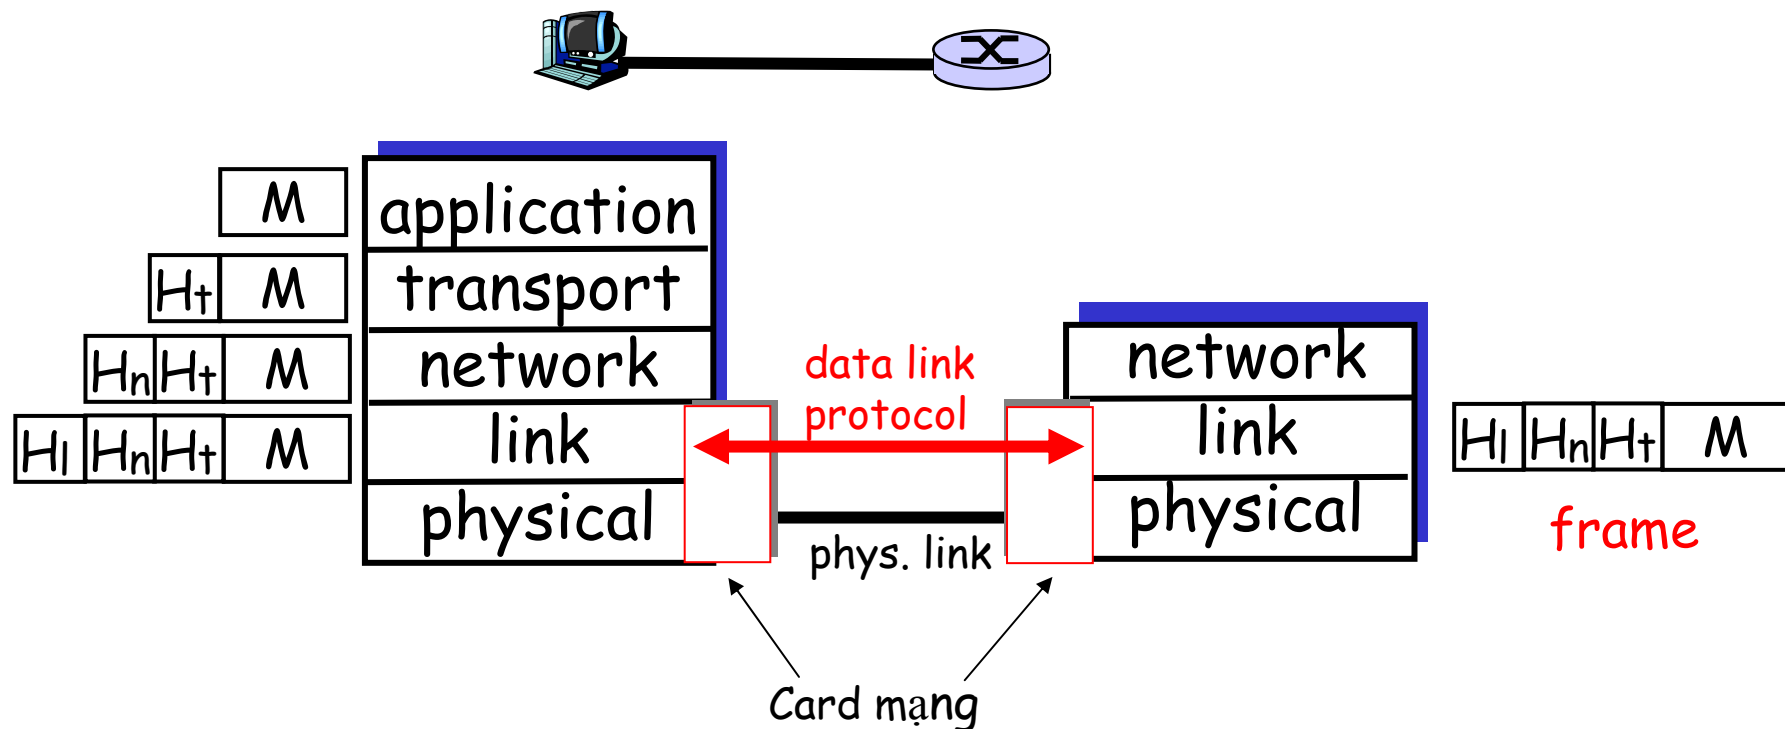 M application
Ht M transport
Hn Ht M network
Hl Hn Ht M link
physical
data link
protocol
phys. link
network
link
physical
Hl Hn Ht M
frame
Card mạng